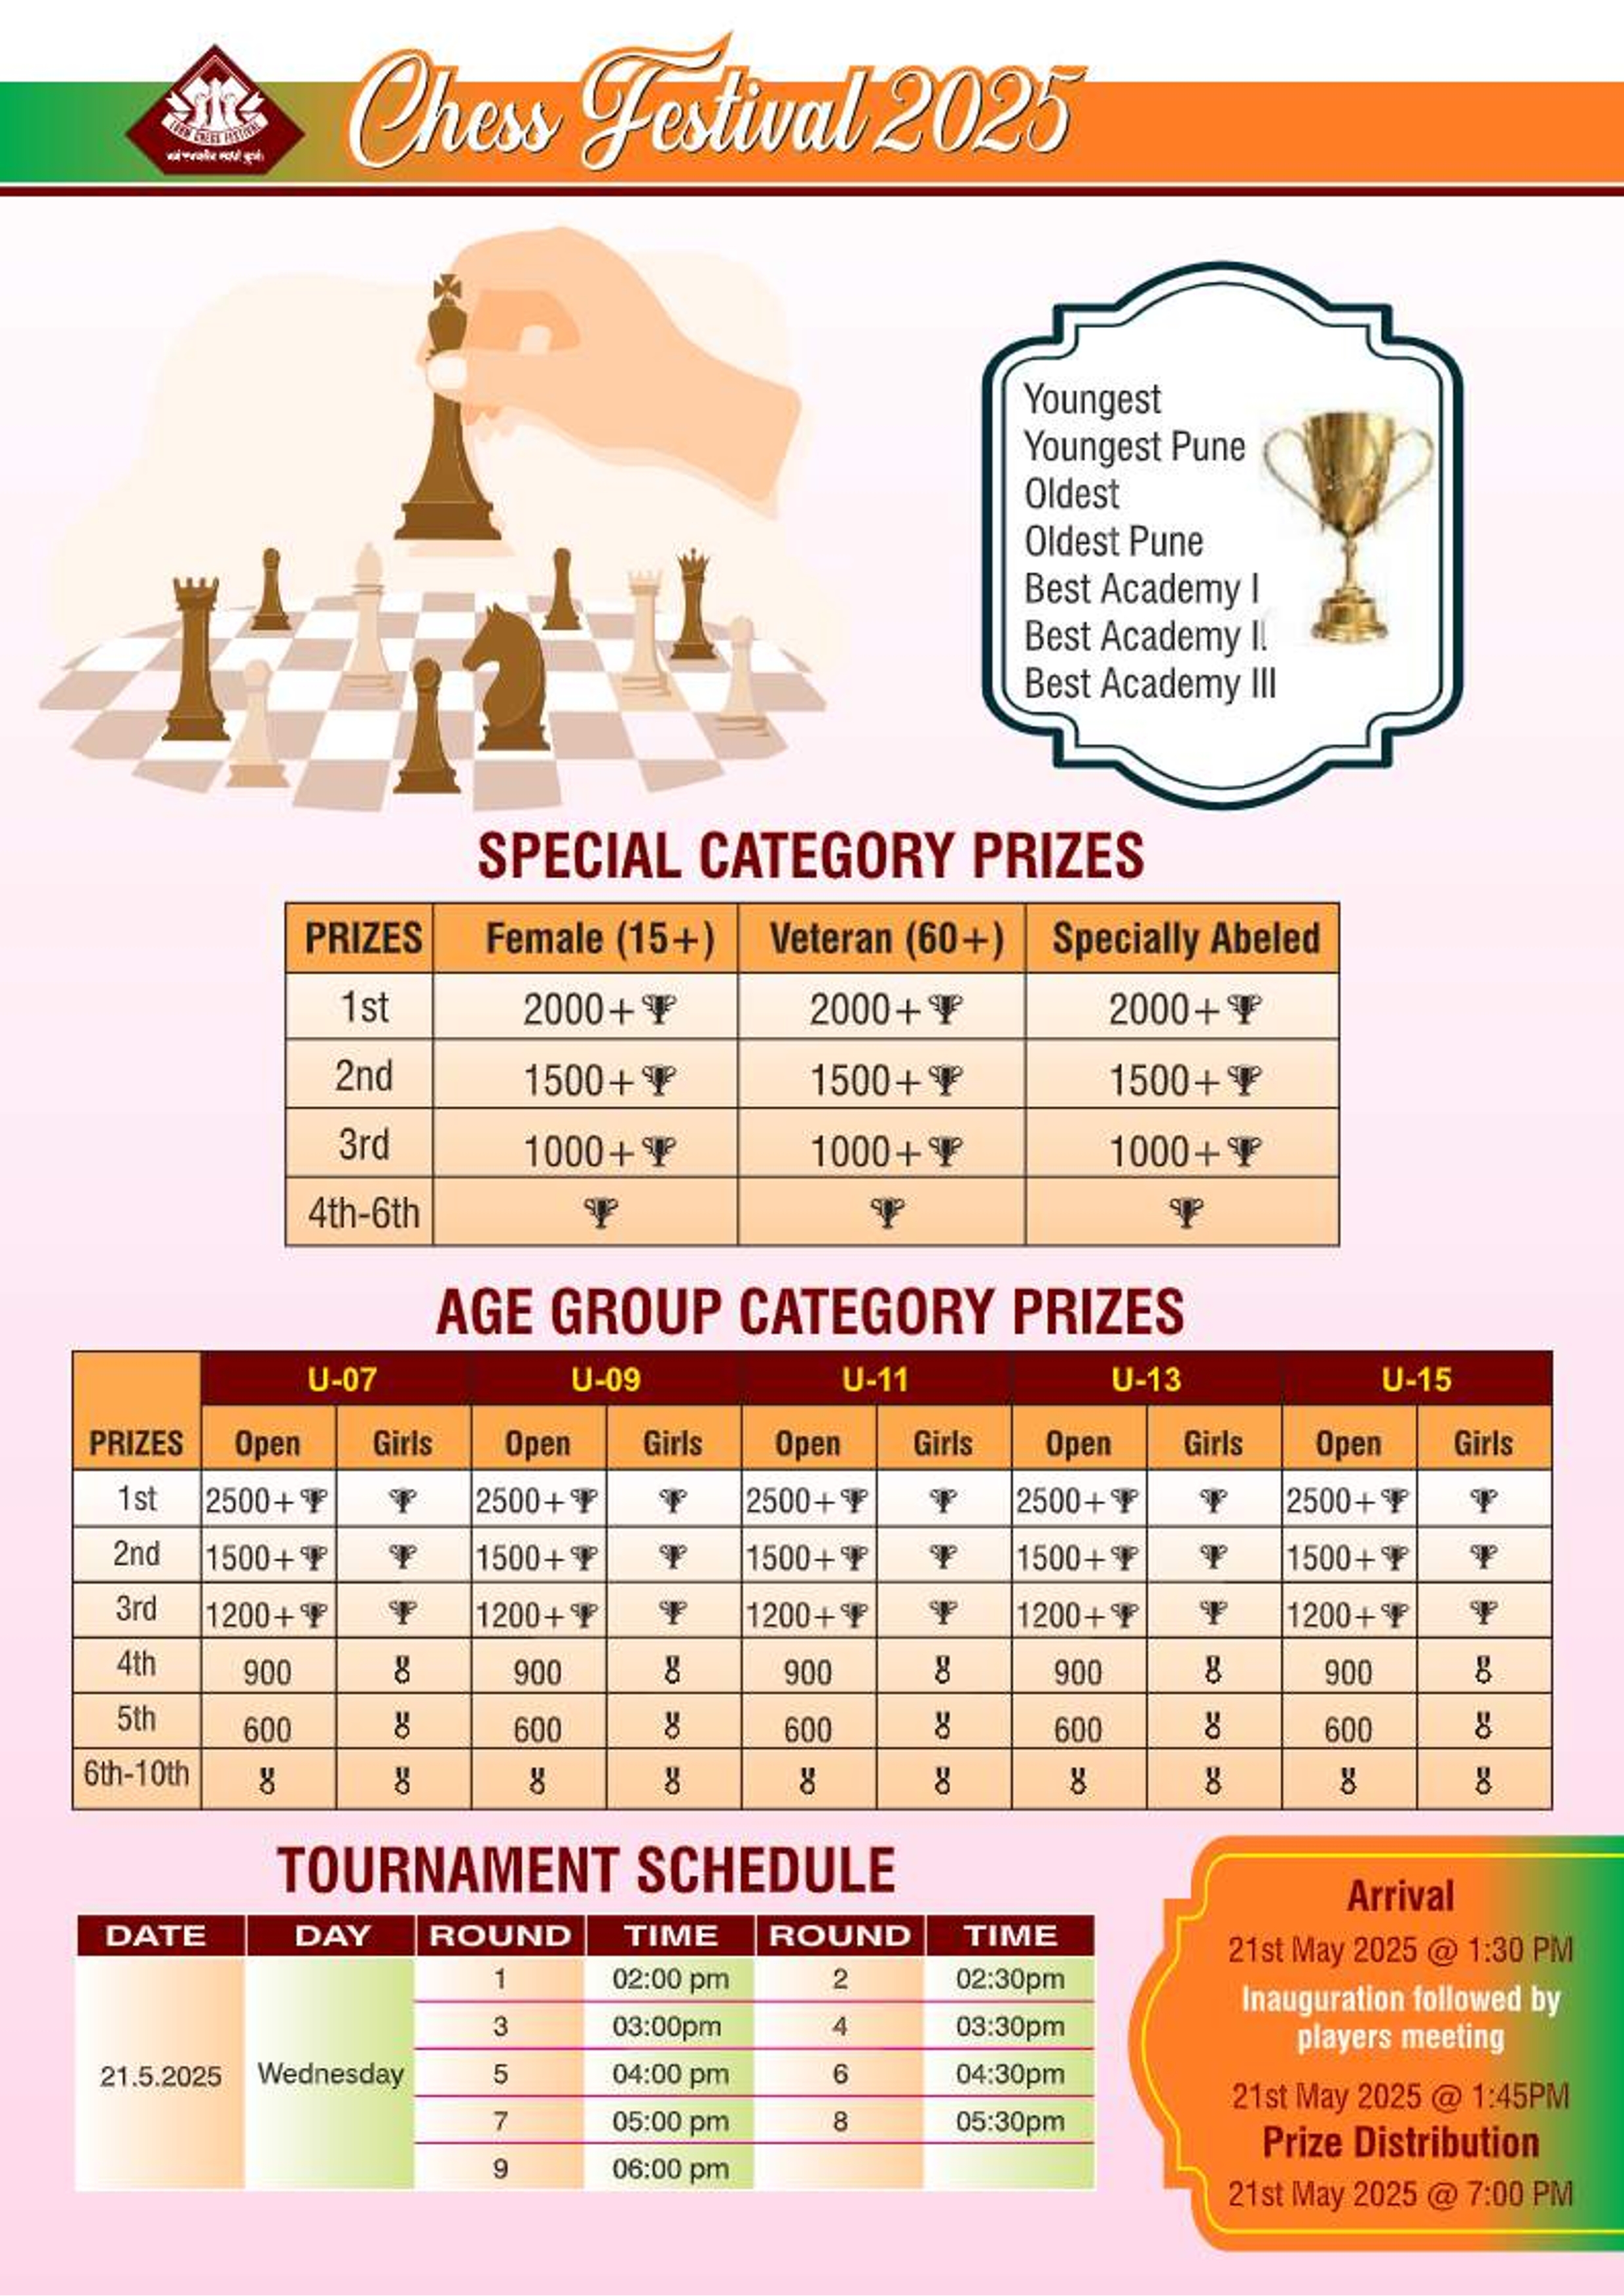 LOKM CHESS FESTIVAL
Chess Festival 2025
Youngest
Youngest Pune
Oldest
Oldest Pune
Best Academy I
Best Academy II
Best Academy III
SPECIAL CATEGORY PRIZES
PRIZES Female (15+) Veteran (60+) Specially Abeled
1st 2000+ 2000+ 2000+
2nd 1500+ 1500+ 1500+
3rd 1000+ 1000+ 1000+
4th-6th
AGE GROUP CATEGORY PRIZES
U-07 U-09 U-11 U-13 U-15
PRIZES Open Girls Open Girls Open Girls Open Girls Open Girls
1st 2500+ 2500+ 2500+ 2500+ 2500+
2nd 1500+ 1500+ 1500+ 1500+ 1500+
3rd 1200+ 1200+ 1200+ 1200+ 1200+
4th 900 900 900 900 900
5th 600 600 600 600 600
6th-10th
TOURNAMENT SCHEDULE
DATE DAY ROUND TIME ROUND TIME
1 02:00 pm 2 02:30pm
3 03:00pm 4 03:30pm
21.5.2025 Wednesday 5 04:00 pm 6 04:30pm
7 05:00 pm 8 05:30pm
9 06:00 pm
Arrival
21st May 2025 @ 1:30 PM
Inauguration followed by
players meeting
21st May 2025 @ 1:45PM
Prize Distribution
21st May 2025 @ 7:00 PM